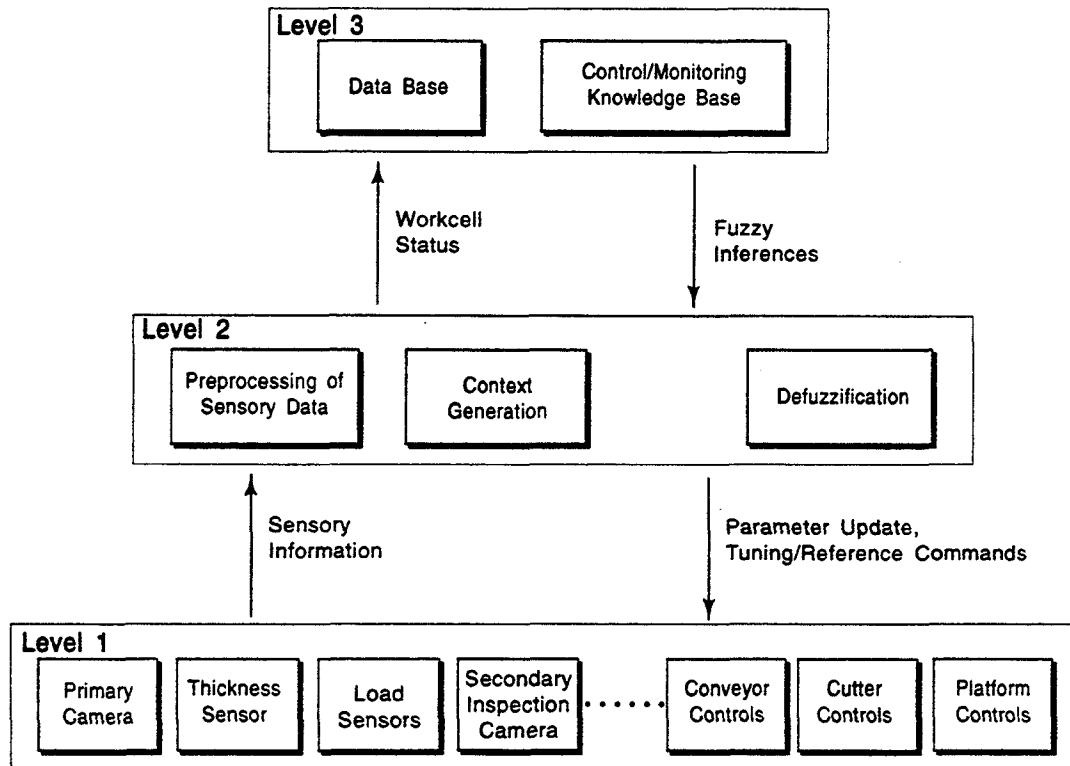 Level 3
Data Base
Control/Monitoring
Knowledge Base
Workcell
Status
Fuzzy
Inferences
Level 2
Preprocessing of
Sensory Data
Context
Generation
Defuzzification
Sensory
Information
Parameter Update,
Tuning/Reference Commands
Level 1
Primary
Camera
Thickness
Sensor
Load
Sensors
Secondary
Inspection
Camera
Conveyor
Controls
Cutter
Controls
Platform
Controls